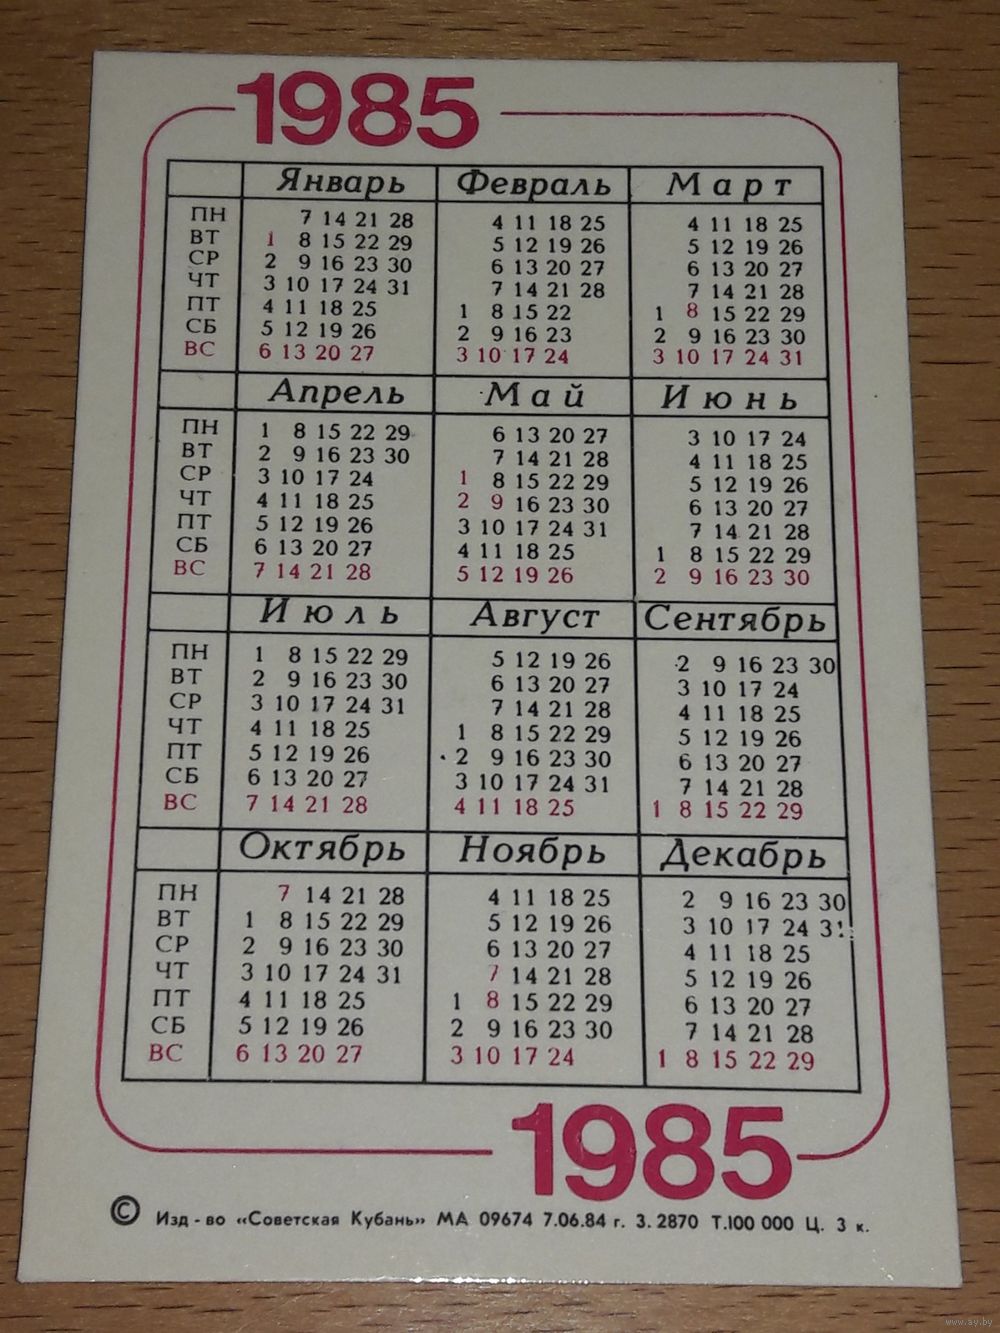 1985
Январь Февраль Март
ПН 7 14 21 28 4 11 18 25 4 11 18 25
ВТ 1 8 15 22 29 5 12 19 26 5 12 19 26
СР 2 9 16 23 30 6 13 20 27 6 13 20 27
ЧТ 3 10 17 24 31 7 14 21 28 7 14 21 28
ПТ 4 11 18 25 1 8 15 22 1 8 15 22 29
СБ 5 12 19 26 2 9 16 23 2 9 16 23 30
ВС 6 13 20 27 3 10 17 24 3 10 17 24 31
Апрель Май Июнь
ПН 1 8 15 22 29 6 13 20 27 3 10 17 24
ВТ 2 9 16 23 30 7 14 21 28 4 11 18 25
СР 3 10 17 24 1 8 15 22 29 5 12 19 26
ЧТ 4 11 18 25 2 9 16 23 30 6 13 20 27
ПТ 5 12 19 26 3 10 17 24 31 7 14 21 28
СБ 6 13 20 27 4 11 18 25 1 8 15 22 29
ВС 7 14 21 28 5 12 19 26 2 9 16 23 30
Июль Август Сентябрь
ПН 1 8 15 22 29 5 12 19 26 2 9 16 23 30
ВТ 2 9 16 23 30 6 13 20 27 3 10 17 24
СР 3 10 17 24 31 7 14 21 28 4 11 18 25
ЧТ 4 11 18 25 1 8 15 22 29 5 12 19 26
ПТ 5 12 19 26 2 9 16 23 30 6 13 20 27
СБ 6 13 20 27 3 10 17 24 31 7 14 21 28
ВС 7 14 21 28 4 11 18 25 1 8 15 22 29
Октябрь Ноябрь Декабрь
ПН 7 14 21 28 4 11 18 25 2 9 16 23 30
ВТ 1 8 15 22 29 5 12 19 26 3 10 17 24 31
СР 2 9 16 23 30 6 13 20 27 4 11 18 25
ЧТ 3 10 17 24 31 7 14 21 28 5 12 19 26
ПТ 4 11 18 25 1 8 15 22 29 6 13 20 27
СБ 5 12 19 26 2 9 16 23 30 7 14 21 28
ВС 6 13 20 27 3 10 17 24 1 8 15 22 29
1985
© Изд-во «Советская Кубань» МА 09674 7.06.84 г. З. 2870 Т.100 000 Ц. 3 к.
www.ay.by